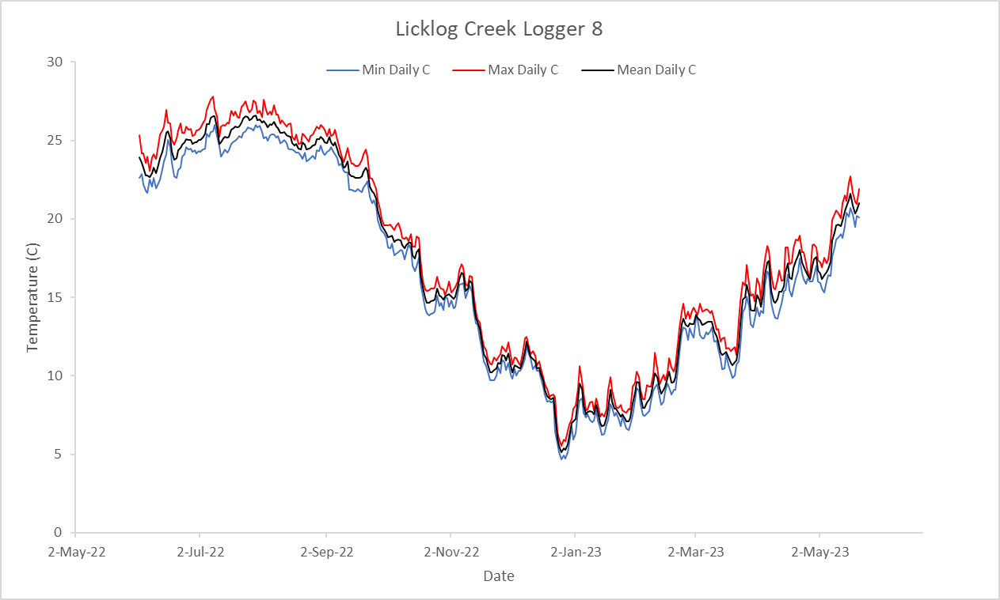 Licklog Creek Logger 8
Min Daily C Max Daily C Mean Daily C
30
25
20
15
10
5
0
Temperature (C)
2-May-22 2-Jul-22 2-Sep-22 2-Nov-22 2-Jan-23 2-Mar-23 2-May-23
Date